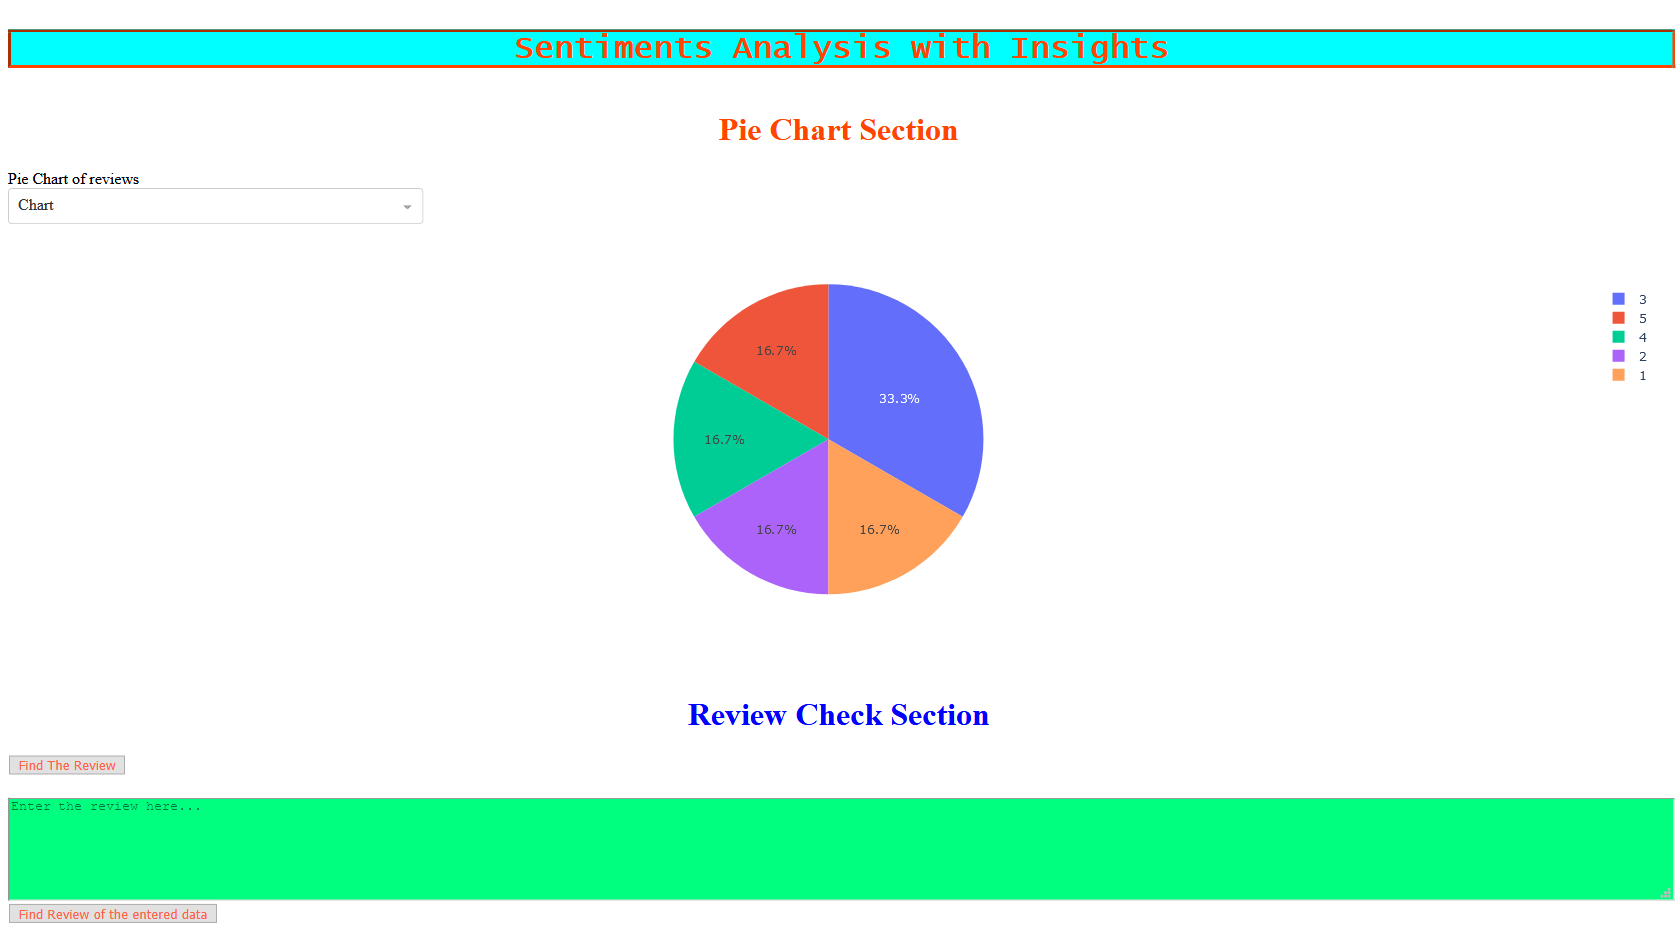 Sentiments Analysis with Insights
Pie Chart Section
Pie Chart of reviews
Chart
3
5
4
2
1
16.7%
33.3%
16.7%
16.7%
16.7%
Review Check Section
Find The Review
Enter the review here...
Find Review of the entered data